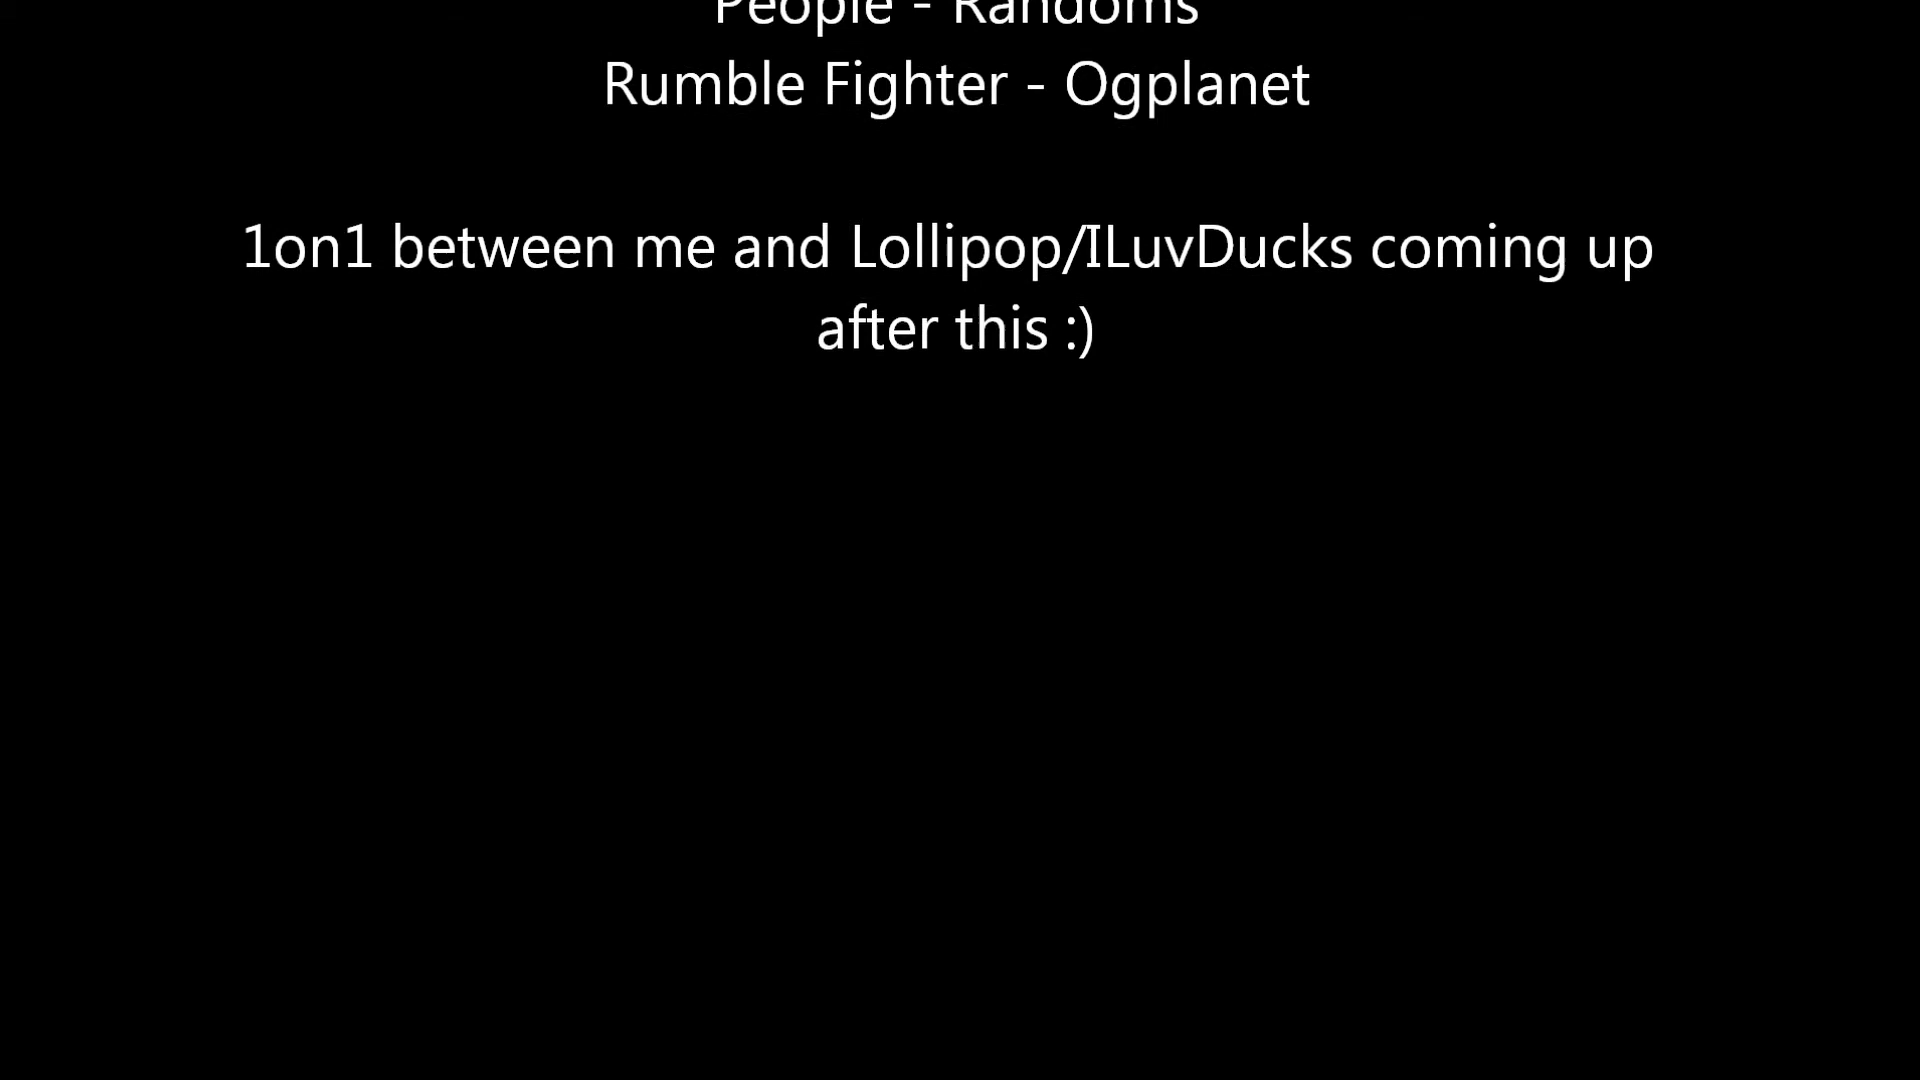 People - Randoms
Rumble Fighter - Ogplanet
1on1 between me and Lollipop/ILuvDucks coming up
after this :)